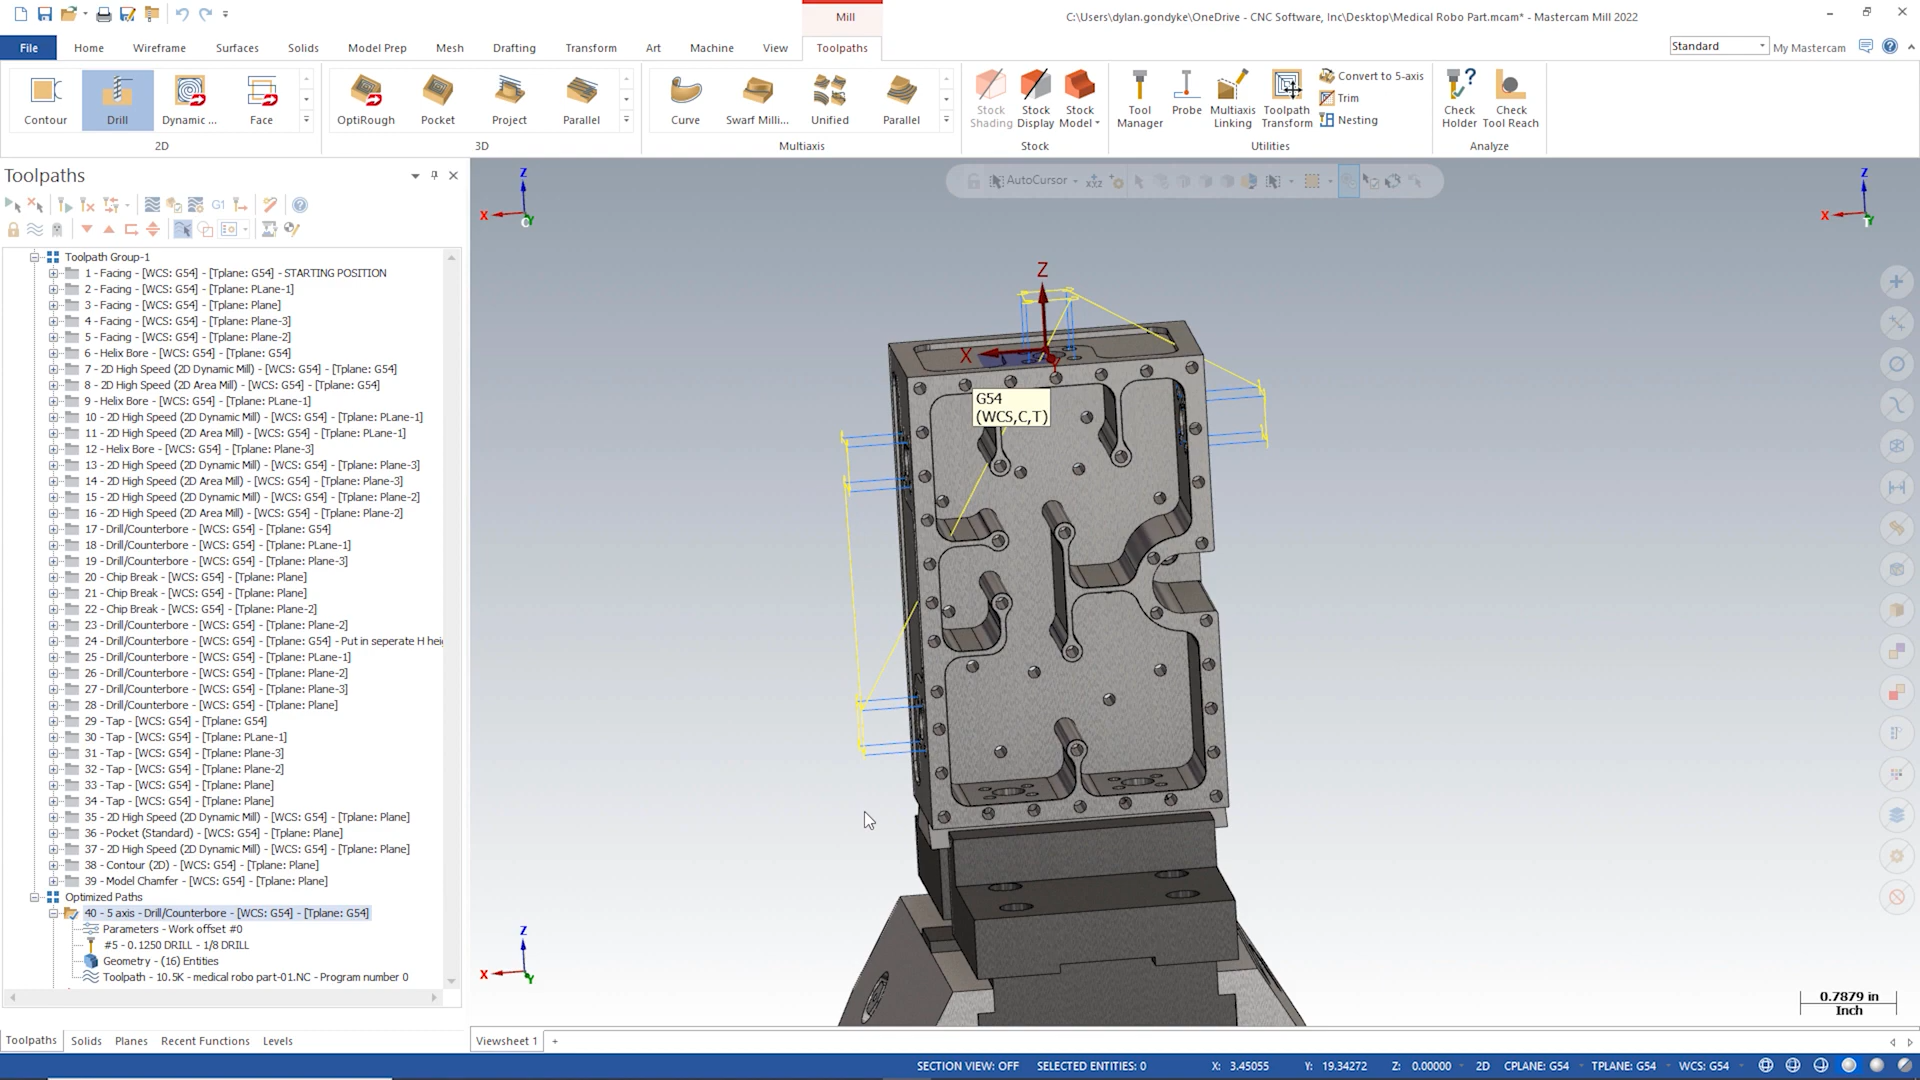 Mill
C:\Users\dylan.gondyke\OneDrive - CNC Software, Inc\Desktop\Medical Robo Part.mcam* - Mastercam Mill 2022
File
Home
Wireframe
Surfaces
Solids
Model Prep
Mesh
Drafting
Transform
Art
Machine
View
Toolpaths
Standard
My Mastercam
Contour
Drill
Dynamic ...
Face
2D
OptiRough
Pocket
Project
Parallel
3D
Curve
Swarf Milli...
Unified
Parallel
Multiaxis
Stock Shading
Stock Display
Stock Model
Stock
Tool Manager
Probe
Multiaxis Linking
Toolpath Transform
Convert to 5-axis
Trim
Nesting
Utilities
Check Holder
Check Tool Reach
Analyze
Toolpaths
G1
Toolpath Group-1
1 - Facing - [WCS: G54] - [Tplane: G54] - STARTING POSITION
2 - Facing - [WCS: G54] - [Tplane: PLane-1]
3 - Facing - [WCS: G54] - [Tplane: Plane]
4 - Facing - [WCS: G54] - [Tplane: Plane-3]
5 - Facing - [WCS: G54] - [Tplane: Plane-2]
6 - Helix Bore - [WCS: G54] - [Tplane: G54]
7 - 2D High Speed (2D Dynamic Mill) - [WCS: G54] - [Tplane: G54]
8 - 2D High Speed (2D Area Mill) - [WCS: G54] - [Tplane: G54]
9 - Helix Bore - [WCS: G54] - [Tplane: PLane-1]
10 - 2D High Speed (2D Dynamic Mill) - [WCS: G54] - [Tplane: PLane-1]
11 - 2D High Speed (2D Area Mill) - [WCS: G54] - [Tplane: PLane-1]
12 - Helix Bore - [WCS: G54] - [Tplane: Plane-3]
13 - 2D High Speed (2D Dynamic Mill) - [WCS: G54] - [Tplane: Plane-3]
14 - 2D High Speed (2D Area Mill) - [WCS: G54] - [Tplane: Plane-3]
15 - 2D High Speed (2D Dynamic Mill) - [WCS: G54] - [Tplane: Plane-2]
16 - 2D High Speed (2D Area Mill) - [WCS: G54] - [Tplane: Plane-2]
17 - Drill/Counterbore - [WCS: G54] - [Tplane: G54]
18 - Drill/Counterbore - [WCS: G54] - [Tplane: PLane-1]
19 - Drill/Counterbore - [WCS: G54] - [Tplane: Plane-3]
20 - Chip Break - [WCS: G54] - [Tplane: Plane]
21 - Chip Break - [WCS: G54] - [Tplane: Plane]
22 - Chip Break - [WCS: G54] - [Tplane: Plane-2]
23 - Drill/Counterbore - [WCS: G54] - [Tplane: Plane-2]
24 - Drill/Counterbore - [WCS: G54] - [Tplane: G54] - Put in seperate H hei
25 - Drill/Counterbore - [WCS: G54] - [Tplane: PLane-1]
26 - Drill/Counterbore - [WCS: G54] - [Tplane: Plane-2]
27 - Drill/Counterbore - [WCS: G54] - [Tplane: Plane-3]
28 - Drill/Counterbore - [WCS: G54] - [Tplane: Plane]
29 - Tap - [WCS: G54] - [Tplane: G54]
30 - Tap - [WCS: G54] - [Tplane: PLane-1]
31 - Tap - [WCS: G54] - [Tplane: Plane-3]
32 - Tap - [WCS: G54] - [Tplane: Plane-2]
33 - Tap - [WCS: G54] - [Tplane: Plane]
34 - Tap - [WCS: G54] - [Tplane: Plane]
35 - 2D High Speed (2D Dynamic Mill) - [WCS: G54] - [Tplane: Plane]
36 - Pocket (Standard) - [WCS: G54] - [Tplane: Plane]
37 - 2D High Speed (2D Dynamic Mill) - [WCS: G54] - [Tplane: Plane]
38 - Contour (2D) - [WCS: G54] - [Tplane: Plane]
39 - Model Chamfer - [WCS: G54] - [Tplane: Plane]
Optimized Paths
40 - 5 axis - Drill/Counterbore - [WCS: G54] - [Tplane: G54]
Parameters - Work offset #0
#5 - 0.1250 DRILL - 1/8 DRILL
Geometry - (16) Entities
Toolpath - 10.5K - medical robo part-01.NC - Program number 0
Toolpaths
Solids
Planes
Recent Functions
Levels
AutoCursor
Z
X
Y
C
Z
X
Y
T
Z
X
Y
G54
(WCS,C,T)
Z
X
Y
0.7879 in
Inch
Viewsheet 1
+
SECTION VIEW: OFF
SELECTED ENTITIES: 0
X: 3.45055
Y: 19.34272
Z: 0.00000
2D
CPLANE: G54
TPLANE: G54
WCS: G54